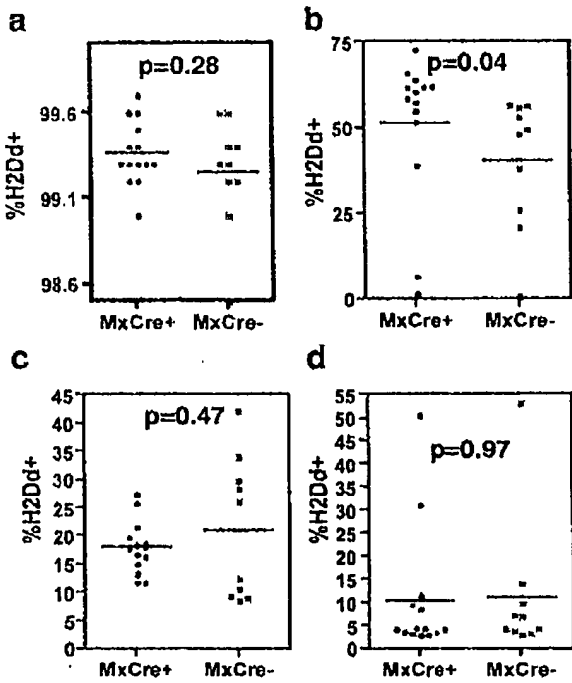 a
p=0.28
%H2Dd+
99.6
99.1
98.6
MxCre+ MxCre-
b
p=0.04
%H2Dd+
75
50
25
0
MxCre+ MxCre-
c
p=0.47
%H2Dd+
45
40
35
30
25
20
15
10
5
0
MxCre+ MxCre-
d
p=0.97
%H2Dd+
55
50
45
40
35
30
25
20
15
10
5
0
MxCre+ MxCre-